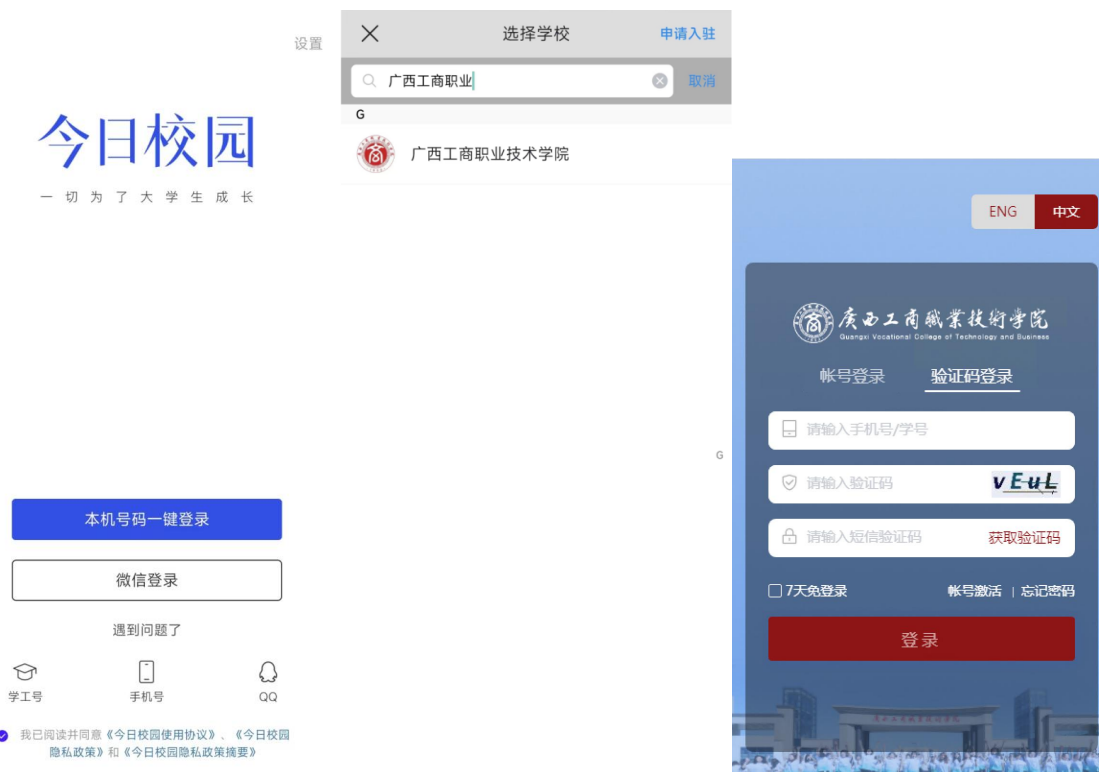 设置
今日校园
一切为了大学生成长
本机号码一键登录
微信登录
遇到问题了
学工号
手机号
QQ
我已阅读并同意《今日校园使用协议》、《今日校园
隐私政策》和《今日校园隐私政策摘要》
选择学校
申请入驻
广西工商职业
取消
G
广西工商职业技术学院
G
ENG
中文
商
廣西工商職業技術學院
Guangxi Vocational College of Technology and Business
帐号登录
验证码登录
请输入手机号/学号
请输入验证码
vEuL
请输入短信验证码
获取验证码
7天免登录
帐号激活 | 忘记密码
登录